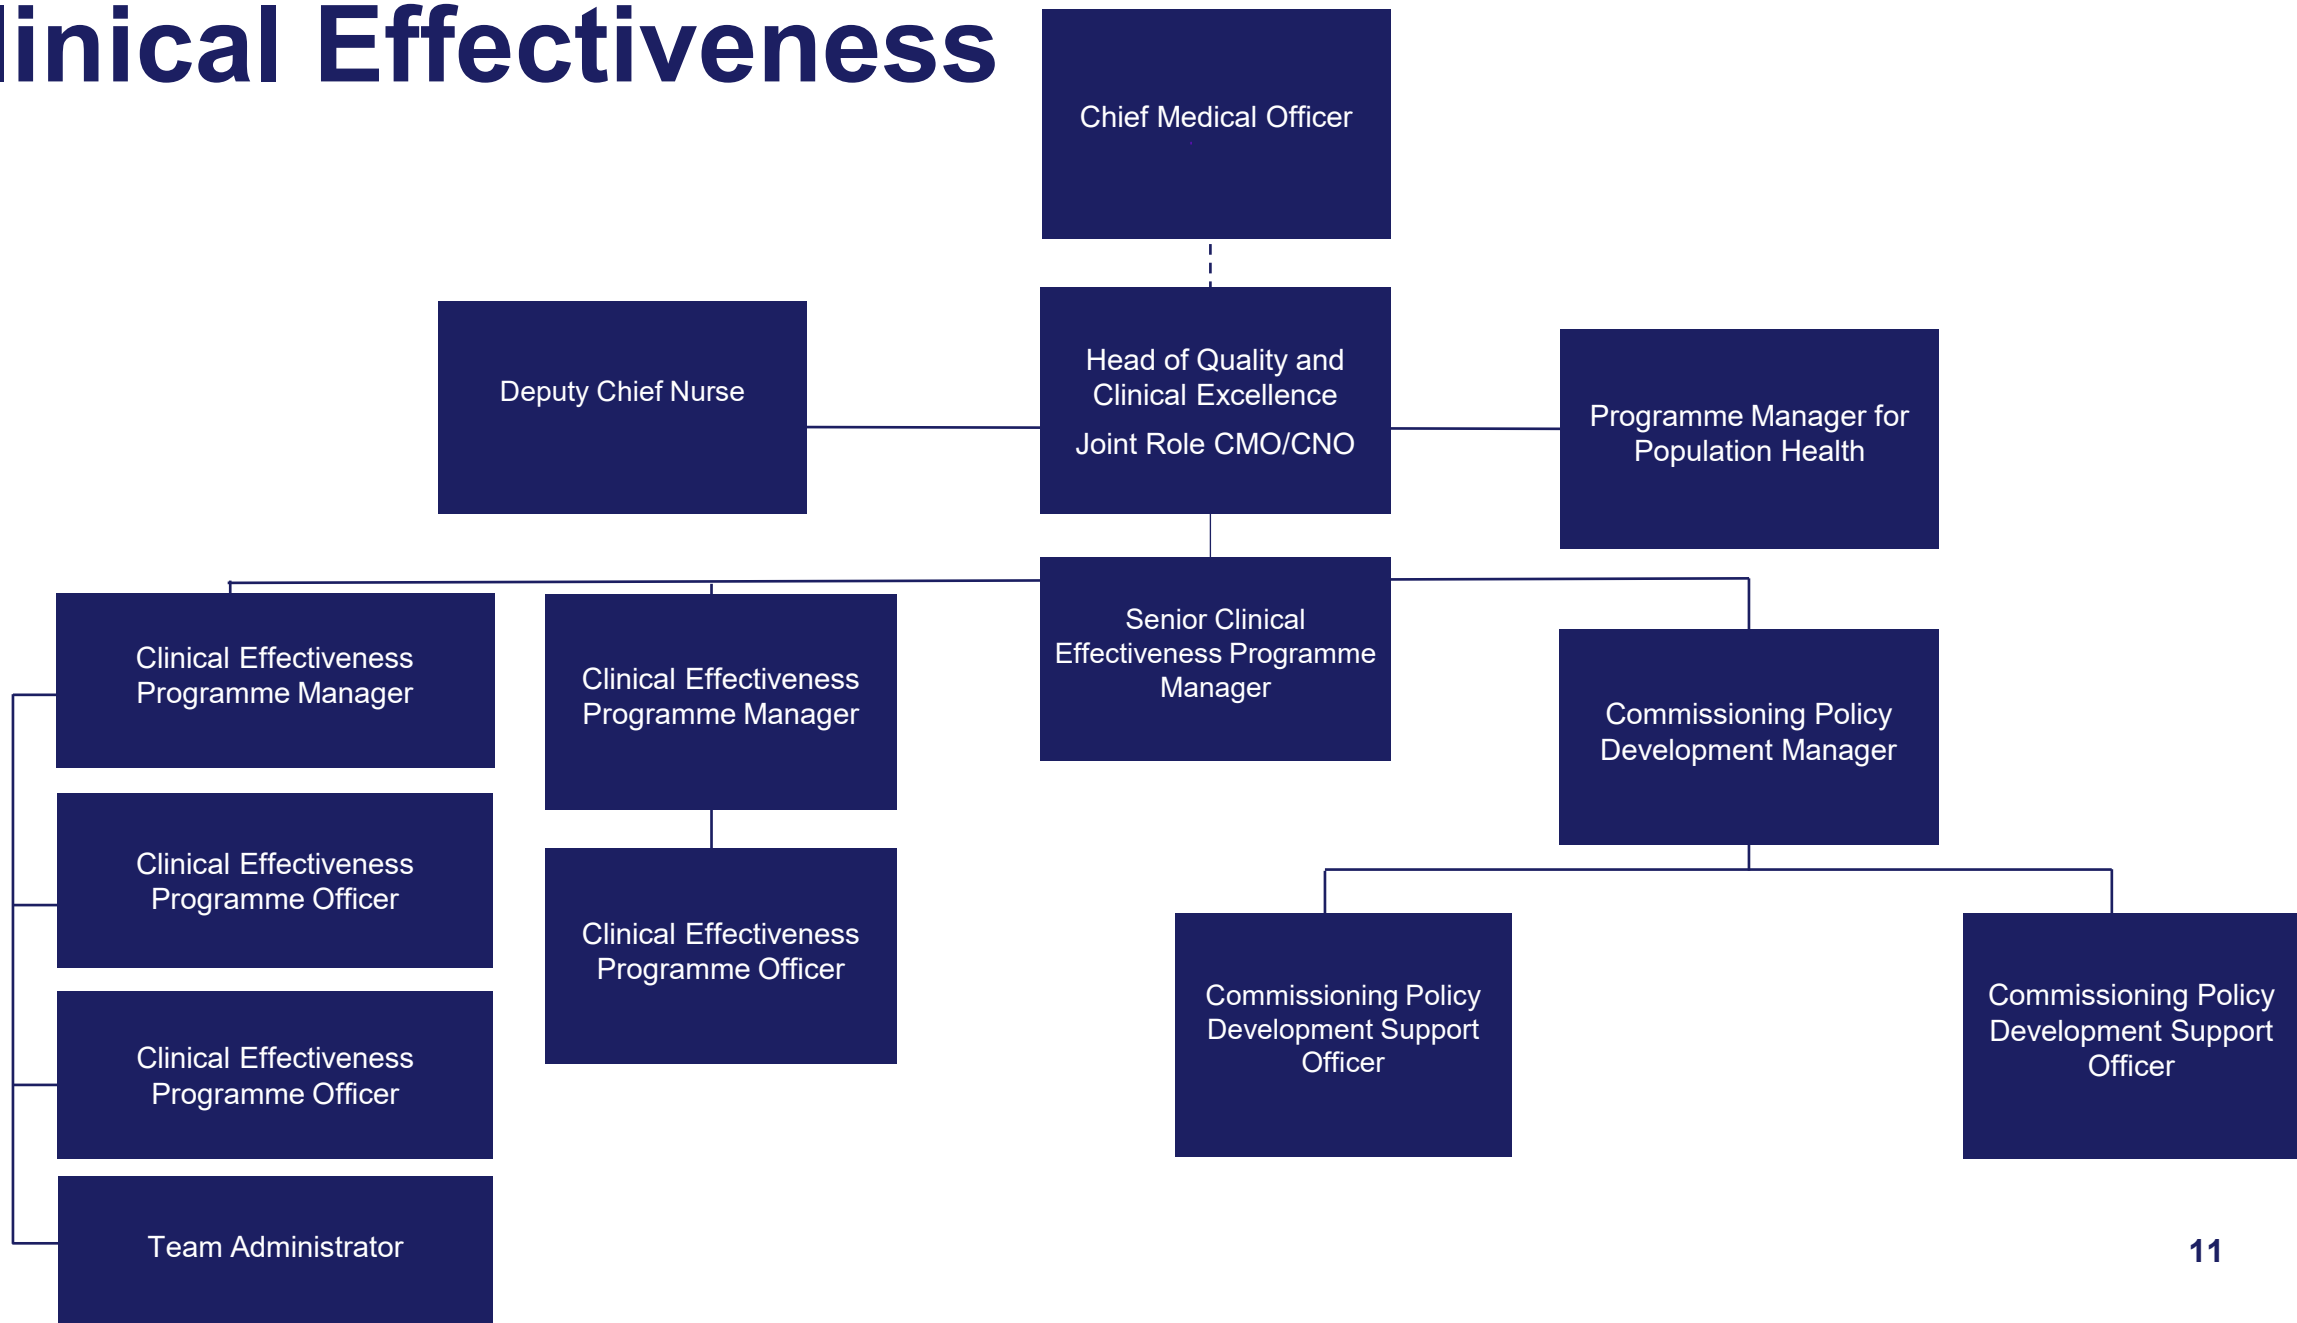 linical Effectiveness
Chief Medical Officer
Deputy Chief Nurse
Head of Quality and
Clinical Excellence
Joint Role CMO/CNO
Programme Manager for
Population Health
Clinical Effectiveness
Programme Manager
Clinical Effectiveness
Programme Manager
Senior Clinical
Effectiveness Programme
Manager
Commissioning Policy
Development Manager
Clinical Effectiveness
Programme Officer
Clinical Effectiveness
Programme Officer
Commissioning Policy
Development Support
Officer
Commissioning Policy
Development Support
Officer
Clinical Effectiveness
Programme Officer
Team Administrator
11